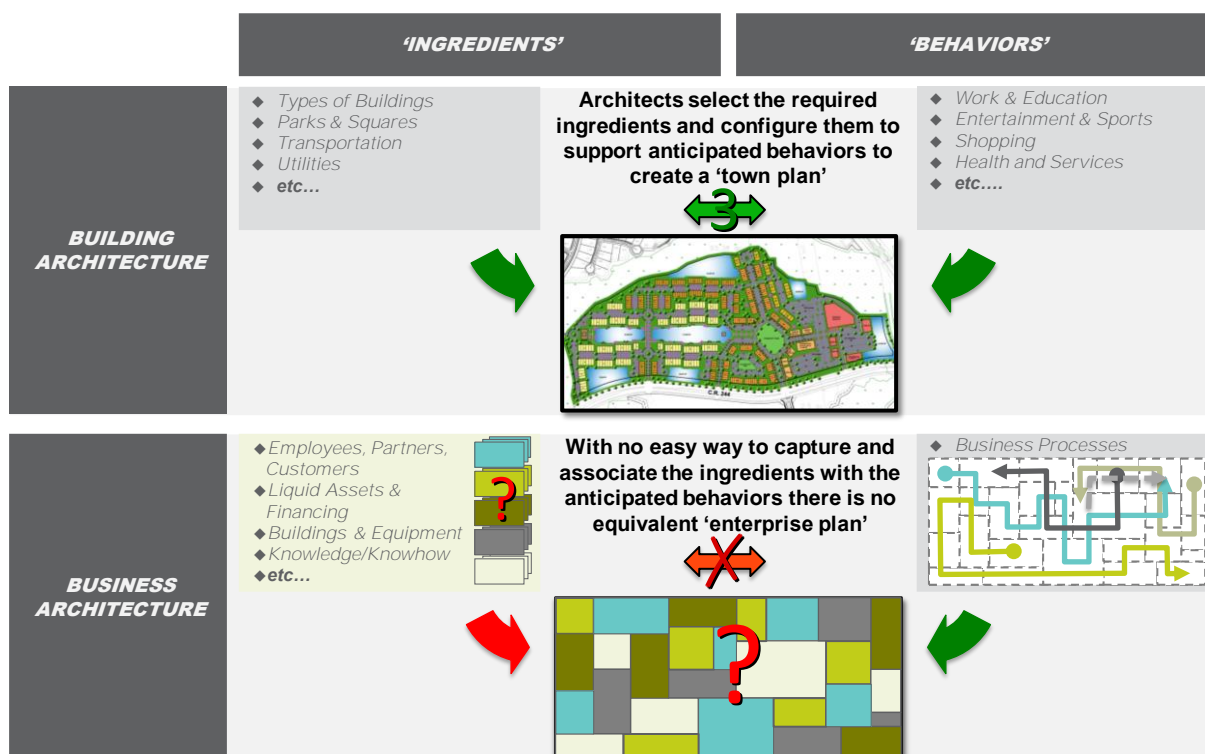 ‘INGREDIENTS’
‘BEHAVIORS’
BUILDING
ARCHITECTURE
◆ Types of Buildings
◆ Parks & Squares
◆ Transportation
◆ Utilities
◆ etc...
Architects select the required
ingredients and configure them to
support anticipated behaviors to
create a ‘town plan’
3
◆ Work & Education
◆ Entertainment & Sports
◆ Shopping
◆ Health and Services
◆ etc....
C.R. 246
BUSINESS
ARCHITECTURE
◆ Employees, Partners,
Customers
◆ Liquid Assets &
Financing
◆ Buildings & Equipment
◆ Knowledge/Knowhow
◆ etc...
?
With no easy way to capture and
associate the ingredients with the
anticipated behaviors there is no
equivalent ‘enterprise plan’
X
?
◆ Business Processes